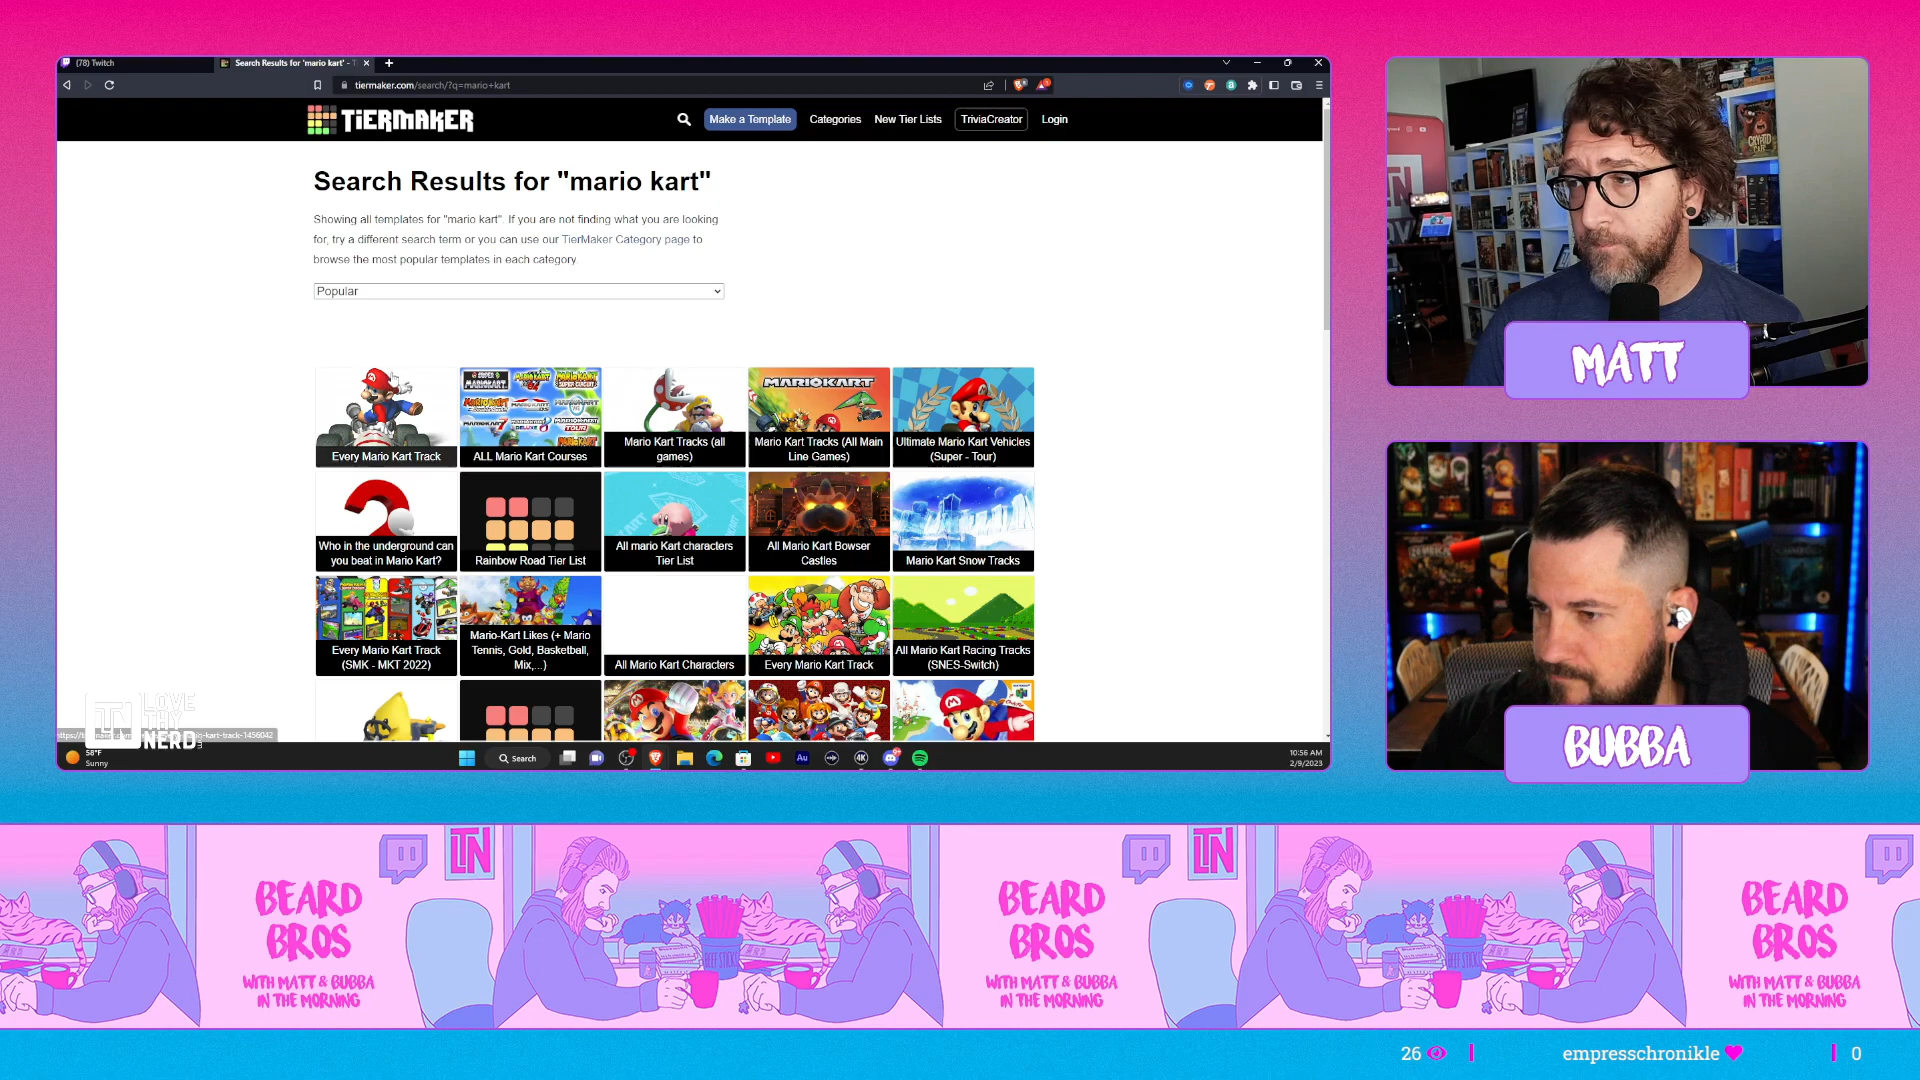 (78) Twitch
Search Results for 'mario kart' -
tiermaker.com/search/?q=mario+kart
TiERMAKER
Make a Template
Categories
New Tier Lists
TriviaCreator
Login
Search Results for "mario kart"
Showing all templates for "mario kart". If you are not finding what you are looking
for, try a different search term or you can use our TierMaker Category page to
browse the most popular templates in each category.
Popular
MARIOKART
Every Mario Kart Track
ALL Mario Kart Courses
Mario Kart Tracks (all
games)
Mario Kart Tracks (All Main
Line Games)
Ultimate Mario Kart Vehicles
(Super - Tour)
Who in the underground can
you beat in Mario Kart?
Rainbow Road Tier List
All mario Kart characters
Tier List
All Mario Kart Bowser
Castles
Mario Kart Snow Tracks
Every Mario Kart Track
(SMK - MKT 2022)
Mario-Kart Likes (+ Mario
Tennis, Gold, Basketball,
Mix,...)
All Mario Kart Characters
Every Mario Kart Track
All Mario Kart Racing Tracks
(SNES-Switch)
LOVE
THY
NERD
58°F
Sunny
Search
10:56 AM
2/9/2023
MATT
BUBBA
BEARD
BROS
WITH MATT & BUBBA
IN THE MORNING
LTN
BEARD
BROS
WITH MATT & BUBBA
IN THE MORNING
LTN
BEARD
BROS
WITH MATT & BUBBA
IN THE MORNING
26
empresschronikle
0